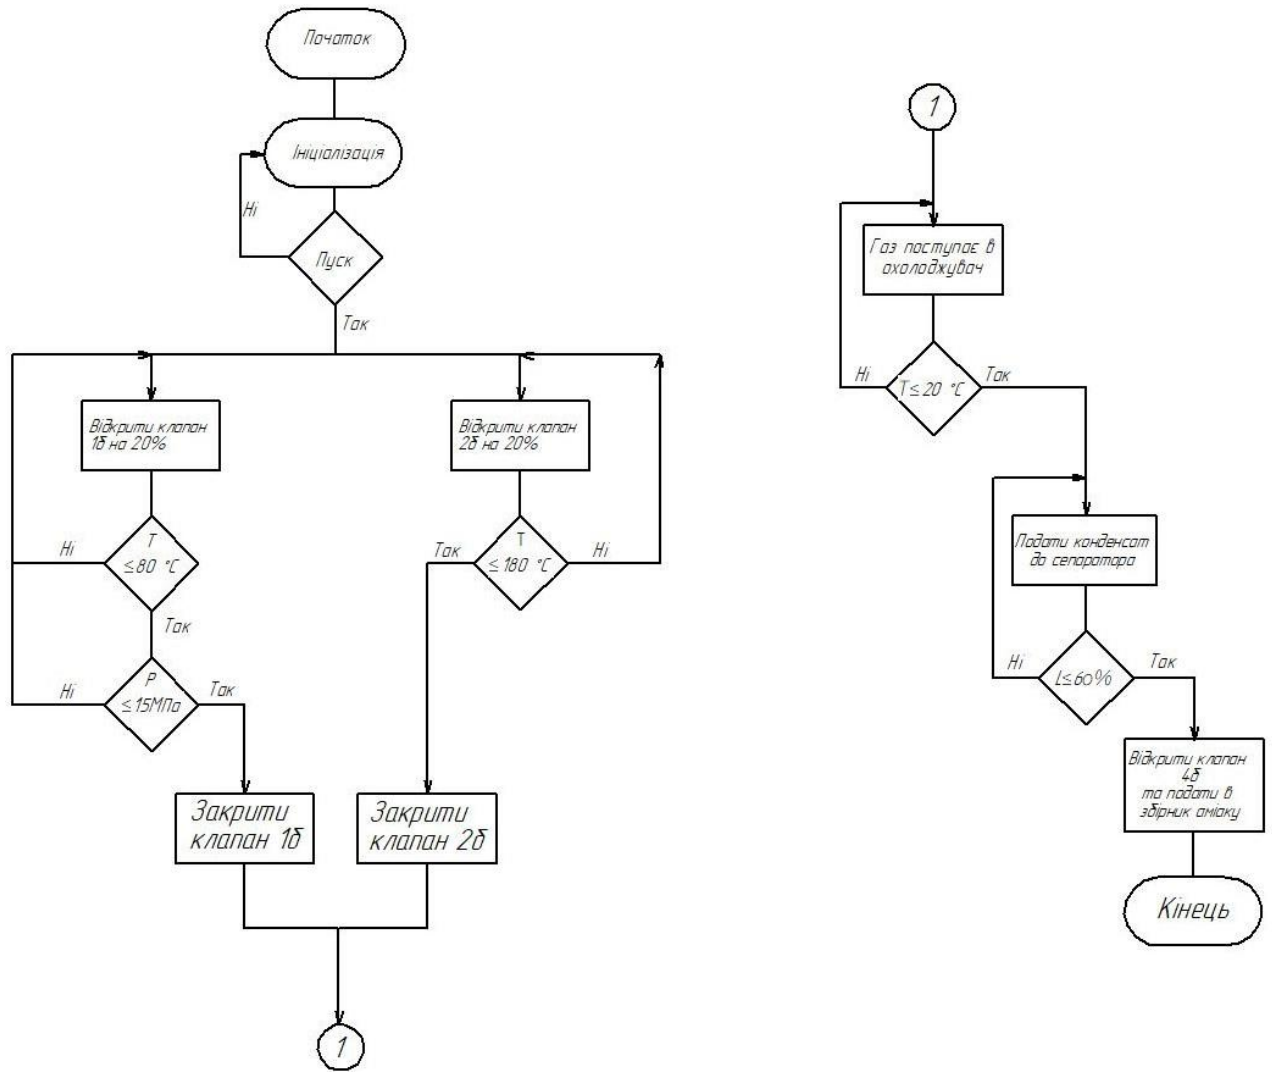 Початок
Ініціалізація
Ні
Пуск
Так
Відкрити клапан
1б на 20%
Відкрити клапан
2б на 20%
Ні
T
≤80 °C
Так
Так
T
≤180 °C
Ні
Ні
P
≤15МПа
Так
Закрити
клапан 1б
Закрити
клапан 2б
1
1
Газ поступає в
охолоджувач
Ні
T≤20 °C
Так
Подати конденсат
до сепаратора
Ні
L≤60%
Так
Відкрити клапан
4б
та подати в
збірник аміаку
Кінець